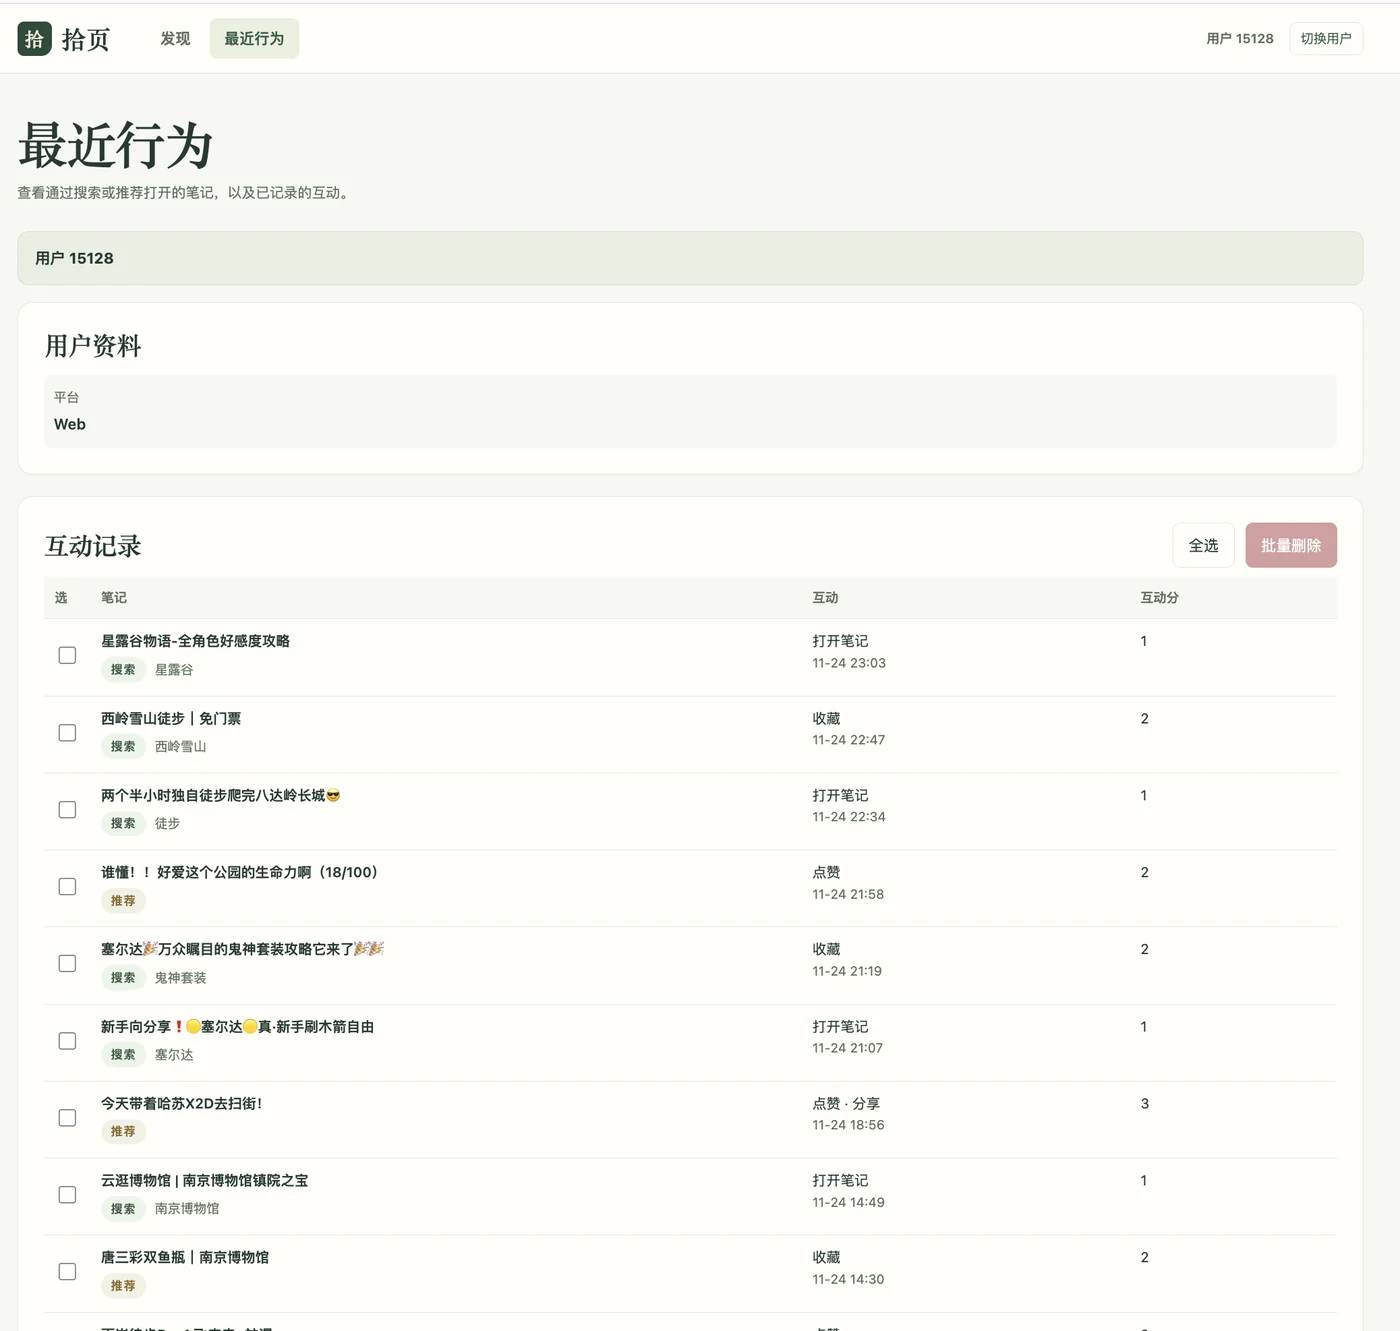 拾 拾页 发现 最近行为 用户 15128 切换用户
最近行为
查看通过搜索或推荐打开的笔记，以及已记录的互动。
用户 15128
用户资料
平台
Web
互动记录 全选 批量删除
选 笔记 互动 互动分
星露谷物语-全角色好感度攻略 打开笔记 1
搜索 星露谷 11-24 23:03
西岭雪山徒步｜免门票 收藏 2
搜索 西岭雪山 11-24 22:47
两个半小时独自徒步爬完八达岭长城😎 打开笔记 1
搜索 徒步 11-24 22:34
谁懂！！好爱这个公园的生命力啊（18/100） 点赞 2
推荐 11-24 21:58
塞尔达🎉万众瞩目的鬼神套装攻略它来了🎉🎉 收藏 2
搜索 鬼神套装 11-24 21:19
新手向分享❗🟡塞尔达🟡真·新手刷木箭自由 打开笔记 1
搜索 塞尔达 11-24 21:07
今天带着哈苏X2D去扫街！ 点赞 · 分享 3
推荐 11-24 18:56
云逛博物馆 | 南京博物馆镇院之宝 打开笔记 1
搜索 南京博物馆 11-24 14:49
唐三彩双鱼瓶｜南京博物馆 收藏 2
推荐 11-24 14:30